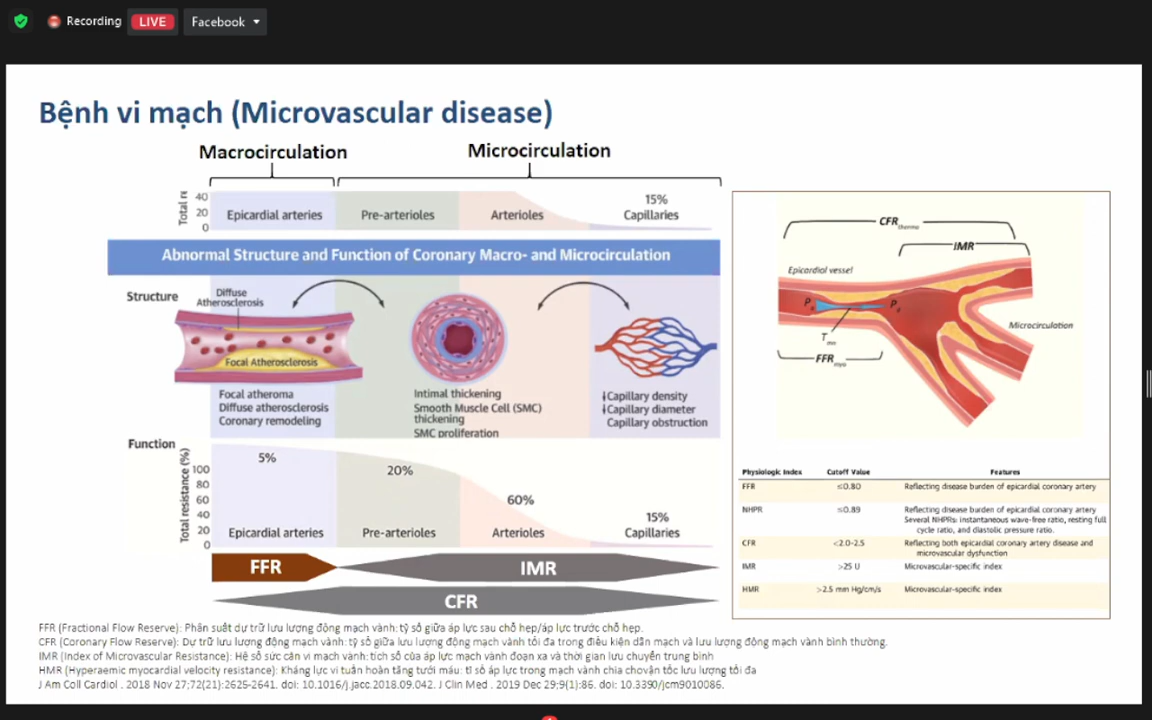 Recording LIVE Facebook
Bệnh vi mạch (Microvascular disease)
Macrocirculation Microcirculation
40
20
0
Epicardial arteries Pre-arterioles Arterioles 15% Capillaries
Abnormal Structure and Function of Coronary Macro- and Microcirculation
Structure
Diffuse
Atherosclerosis
Focal Atherosclerosis
Focal atheroma
Diffuse atherosclerosis
Coronary remodeling
Intimal thickening
Smooth Muscle Cell (SMC)
thickening
SMC proliferation
↓Capillary density
↓Capillary diameter
Capillary obstruction
Function
Total resistance (%)
100
80
60
40
20
0
5% 20% 60% 15%
Epicardial arteries Pre-arterioles Arterioles Capillaries
FFR IMR
CFR
CFR thermo
IMR
Epicardial vessel
Microcirculation
FFR myo
Physiologic Index Cutoff Value Features
FFR ≤0.80 Reflecting disease burden of epicardial coronary artery
NHPR ≤0.89 Reflecting disease burden of epicardial coronary artery
Several NHPRs: instantaneous wave-free ratio, resting full
cycle ratio, and diastolic pressure ratio.
CFR <2.0-2.5 Reflecting both epicardial coronary artery disease and
microvascular dysfunction
IMR >25 U Microvascular-specific index
HMR >2.5 mm Hg/cm/s Microvascular-specific index
FFR (Fractional Flow Reserve): Phân suất dự trữ lưu lượng động mạch vành: tỷ số giữa áp lực sau chỗ hẹp/áp lực trước chỗ hẹp.
CFR (Coronary Flow Reserve): Dự trữ lưu lượng động mạch vành: tỷ số giữa lưu lượng động mạch vành tối đa trong điều kiện dãn mạch và lưu lượng động mạch vành bình thường.
IMR (Index of Microvascular Resistance): Hệ số sức cản vi mạch vành: tích số của áp lực mạch vành đoạn xa và thời gian lưu chuyển trung bình
HMR (Hyperaemic myocardial velocity resistance): Kháng lực vi tuần hoàn tăng tưới máu: tỉ số áp lực trong mạch vành chia chovận tốc lưu lượng tối đa
J Am Coll Cardiol . 2018 Nov 27;72(21):2625-2641. doi: 10.1016/j.jacc.2018.09.042. J Clin Med . 2019 Dec 29;9(1):86. doi: 10.3390/jcm9010086.